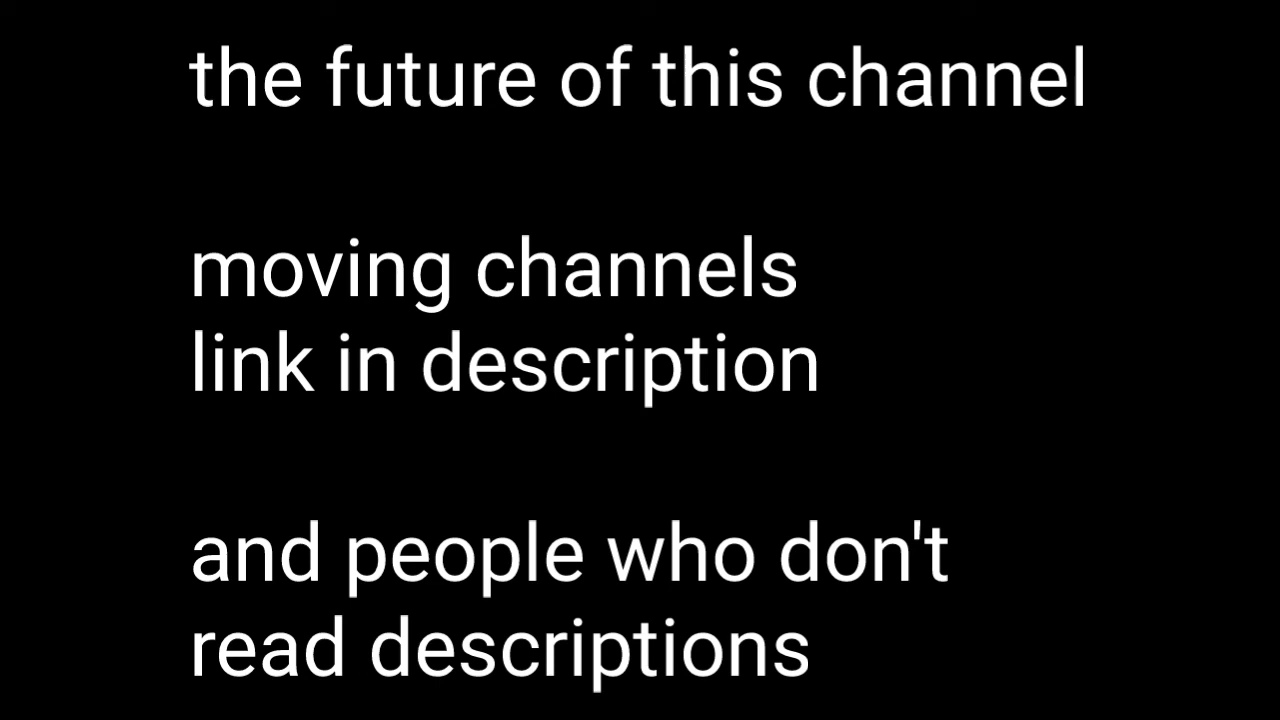 the future of this channel
moving channels
link in description
and people who don't
read descriptions